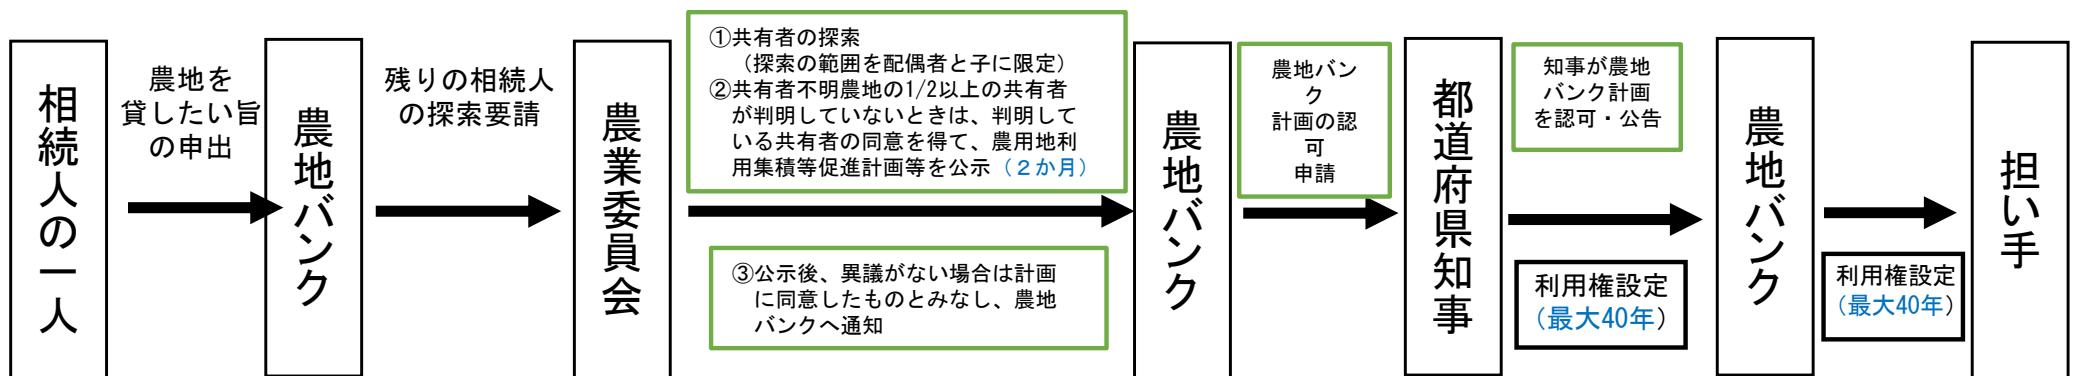 相続人の一人
農地を
貸したい旨
の申出
農地バンク
残りの相続人
の探索要請
農業委員会
①共有者の探索
（探索の範囲を配偶者と子に限定）
②共有者不明農地の1/2以上の共有者
が判明していないときは、判明して
いる共有者の同意を得て、農用地利
用集積等促進計画等を公示（２か月）
③公示後、異議がない場合は計画
に同意したものとみなし、農地
バンクへ通知
農地バンク
農地バン
ク
計画の認
可
申請
都道府県知事
知事が農地
バンク計画
を認可・公告
利用権設定
（最大40年）
農地バンク
利用権設定
（最大40年）
担い手